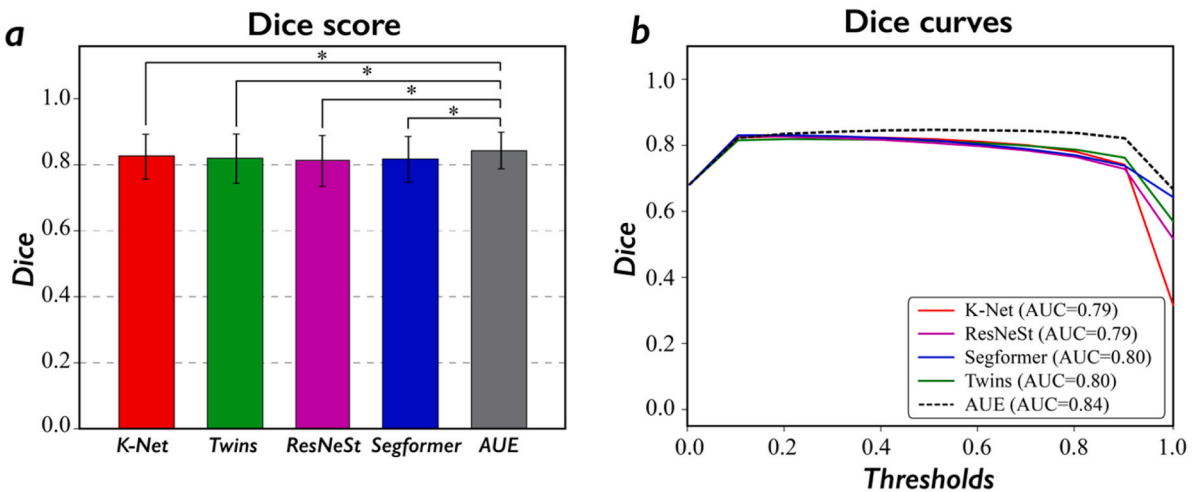 a
Dice score
*
*
*
*
1.0
0.8
0.6
0.4
0.2
0.0
Dice
K-Net Twins ResNeSt Segformer AUE
b
Dice curves
1.0
0.8
0.6
0.4
0.2
0.0
Dice
K-Net (AUC=0.79)
ResNeSt (AUC=0.79)
Segformer (AUC=0.80)
Twins (AUC=0.80)
AUE (AUC=0.84)
0.0 0.2 0.4 0.6 0.8 1.0
Thresholds